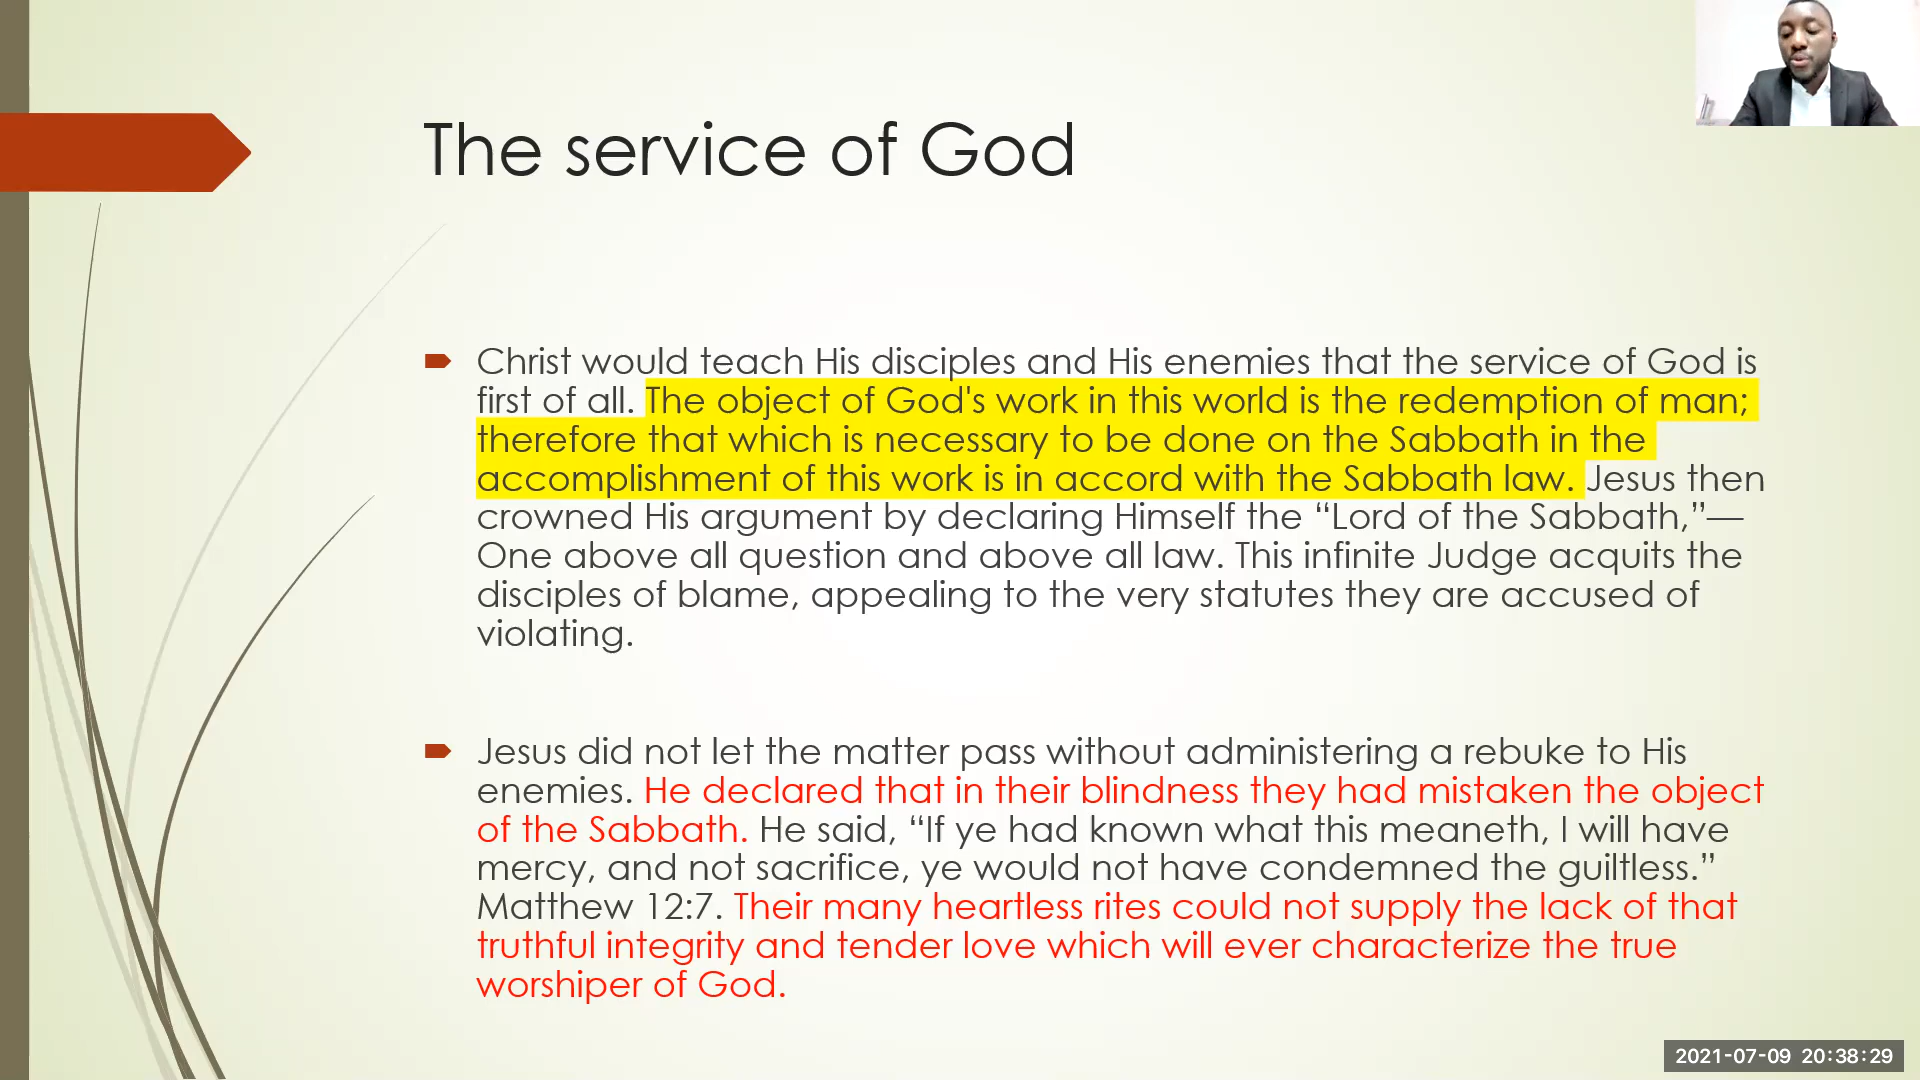 The service of God
Christ would teach His disciples and His enemies that the service of God is
first of all. The object of God's work in this world is the redemption of man;
therefore that which is necessary to be done on the Sabbath in the
accomplishment of this work is in accord with the Sabbath law. Jesus then
crowned His argument by declaring Himself the “Lord of the Sabbath,”—
One above all question and above all law. This infinite Judge acquits the
disciples of blame, appealing to the very statutes they are accused of
violating.
Jesus did not let the matter pass without administering a rebuke to His
enemies. He declared that in their blindness they had mistaken the object
of the Sabbath. He said, “If ye had known what this meaneth, I will have
mercy, and not sacrifice, ye would not have condemned the guiltless.”
Matthew 12:7. Their many heartless rites could not supply the lack of that
truthful integrity and tender love which will ever characterize the true
worshiper of God.
2021-07-09 20:38:29